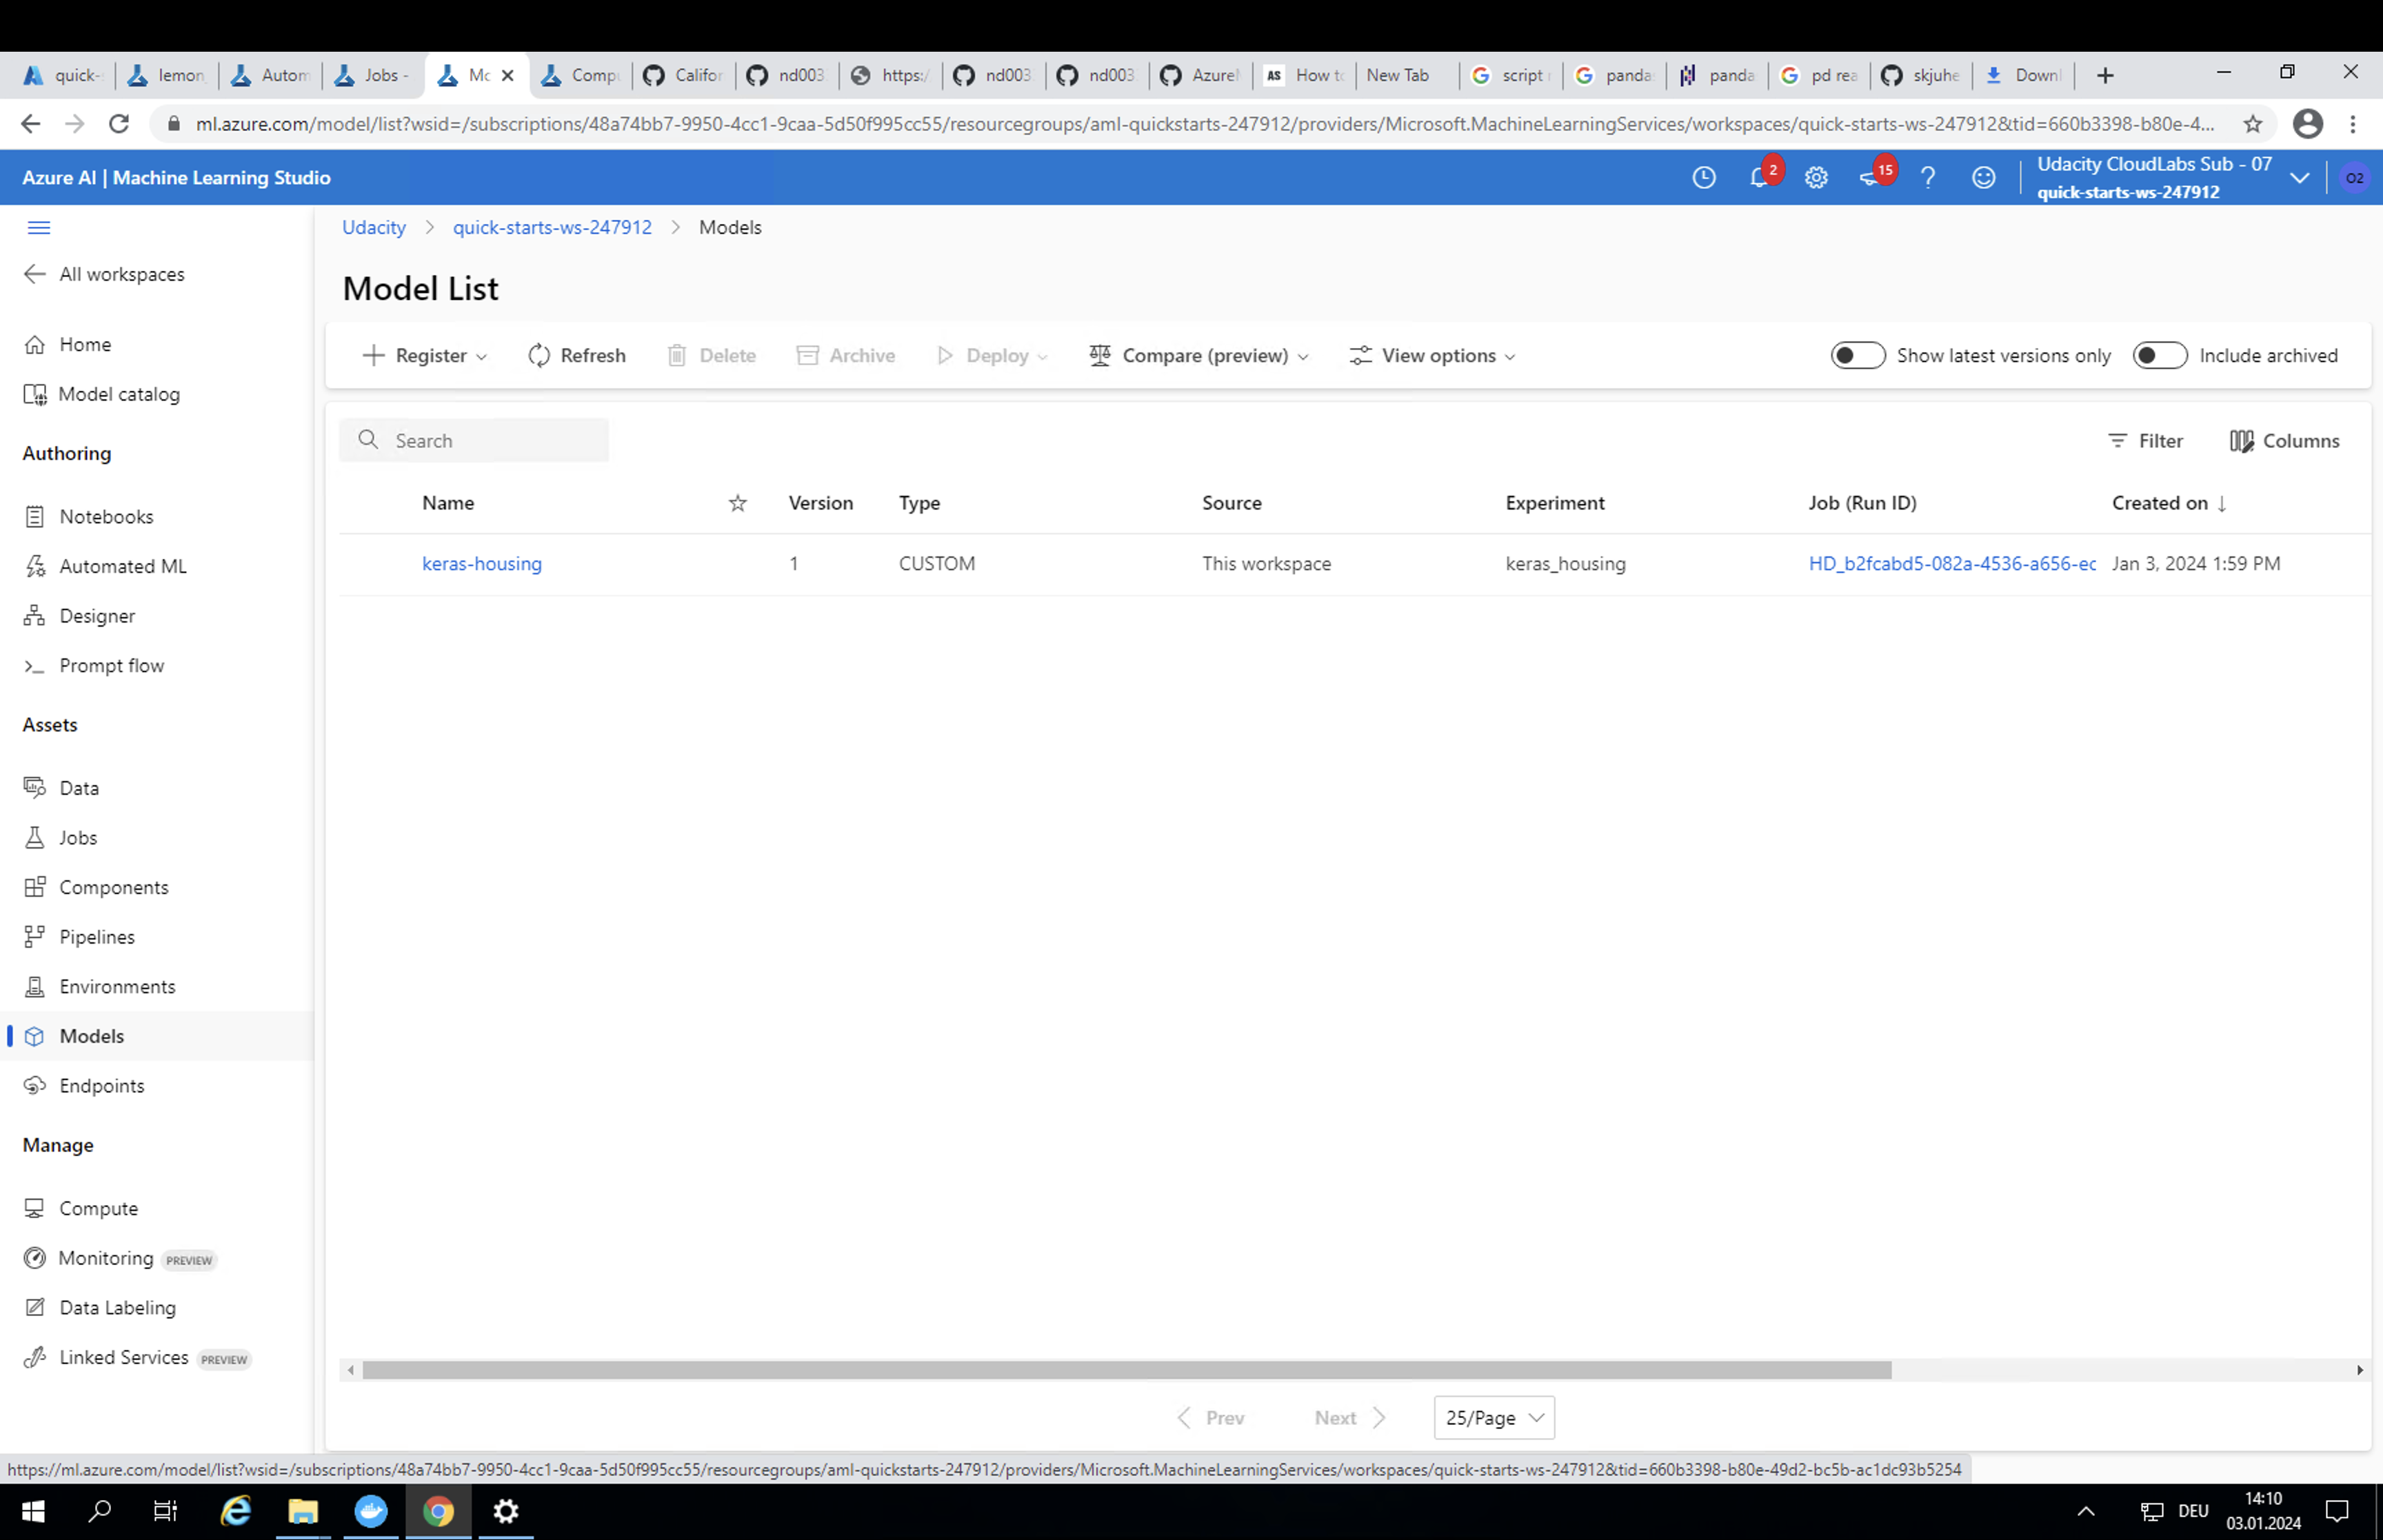 quick-
lemon_
Autom
Jobs -
Mo
Compu
Califor
nd003
https:/
nd003
nd003
AzureM
AS How to
New Tab
script r
panda
panda
pd rea
skjuhe
Downl
ml.azure.com/model/list?wsid=/subscriptions/48a74bb7-9950-4cc1-9caa-5d50f995cc55/resourcegroups/aml-quickstarts-247912/providers/Microsoft.MachineLearningServices/workspaces/quick-starts-ws-247912&tid=660b3398-b80e-4...
Azure AI | Machine Learning Studio
2
15
Udacity CloudLabs Sub - 07
quick-starts-ws-247912
O2
All workspaces
Home
Model catalog
Authoring
Notebooks
Automated ML
Designer
Prompt flow
Assets
Data
Jobs
Components
Pipelines
Environments
Models
Endpoints
Manage
Compute
Monitoring PREVIEW
Data Labeling
Linked Services PREVIEW
Udacity > quick-starts-ws-247912 > Models
Model List
Register Refresh Delete Archive Deploy Compare (preview) View options Show latest versions only Include archived
Search Filter Columns
Name Version Type Source Experiment Job (Run ID) Created on ↓
keras-housing 1 CUSTOM This workspace keras_housing HD_b2fcabd5-082a-4536-a656-ec Jan 3, 2024 1:59 PM
Prev Next 25/Page
https://ml.azure.com/model/list?wsid=/subscriptions/48a74bb7-9950-4cc1-9caa-5d50f995cc55/resourcegroups/aml-quickstarts-247912/providers/Microsoft.MachineLearningServices/workspaces/quick-starts-ws-247912&tid=660b3398-b80e-49d2-bc5b-ac1dc93b5254
DEU
14:10
03.01.2024